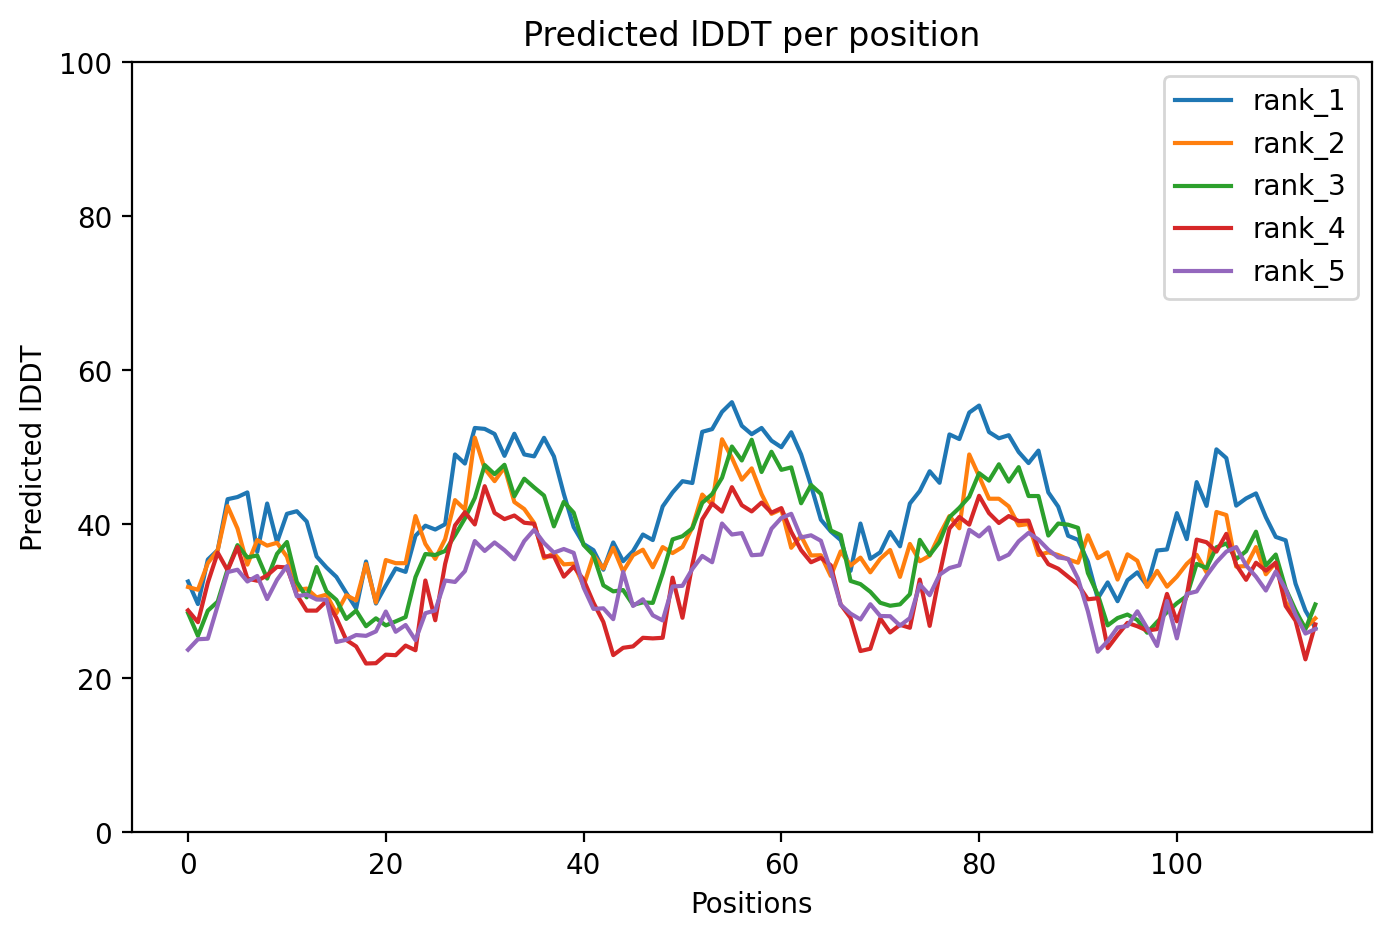 Predicted lDDT per position
100
80
60
40
20
0
Predicted lDDT
0 20 40 60 80 100
Positions
rank_1
rank_2
rank_3
rank_4
rank_5